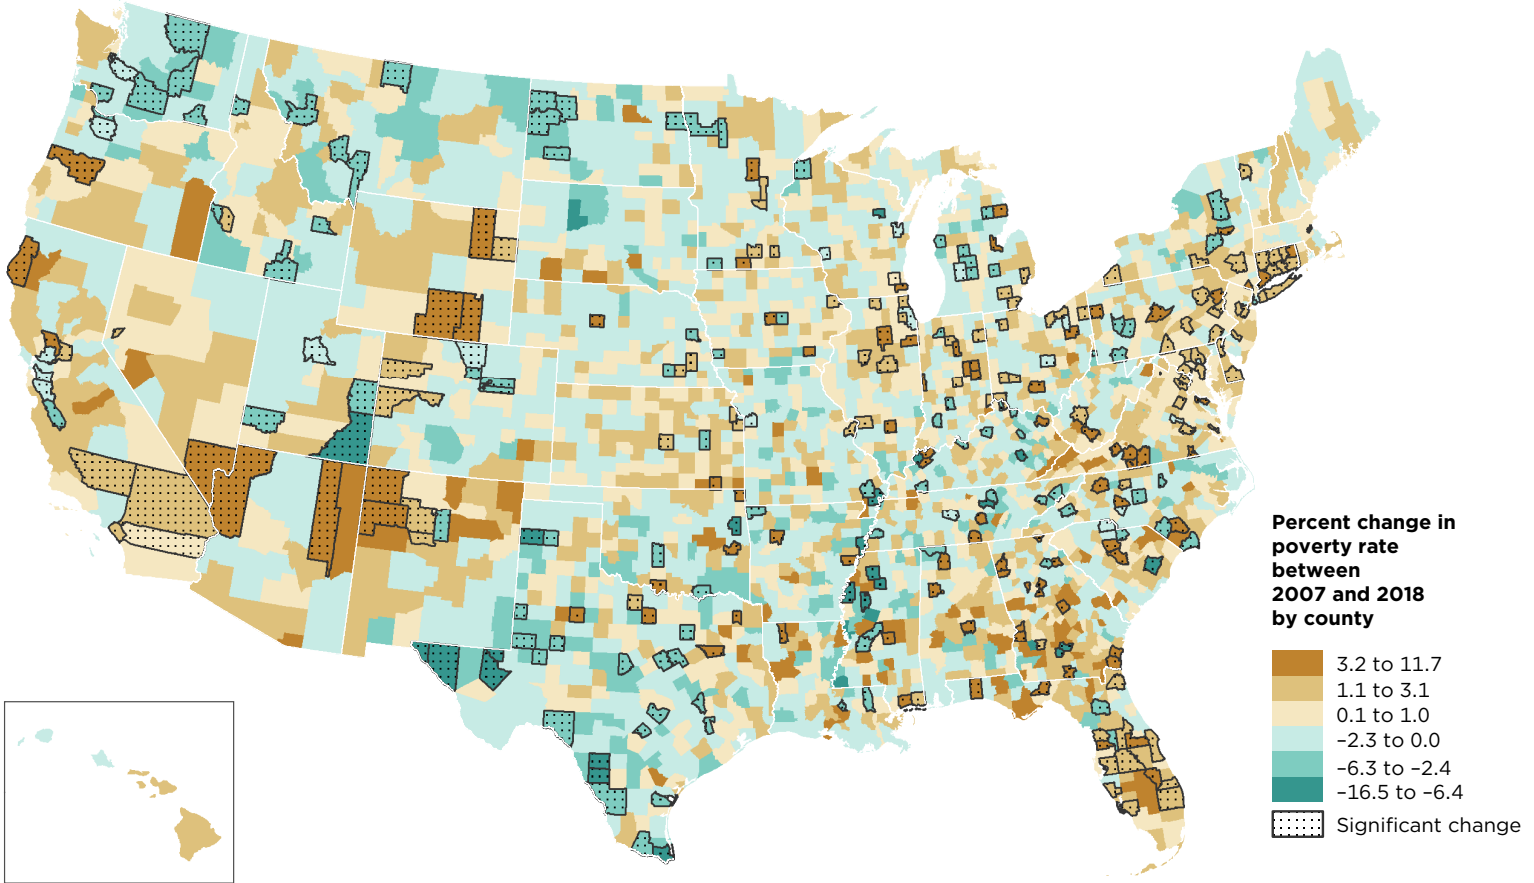 Percent change in
poverty rate
between
2007 and 2018
by county
3.2 to 11.7
1.1 to 3.1
0.1 to 1.0
–2.3 to 0.0
–6.3 to –2.4
–16.5 to –6.4
Significant change